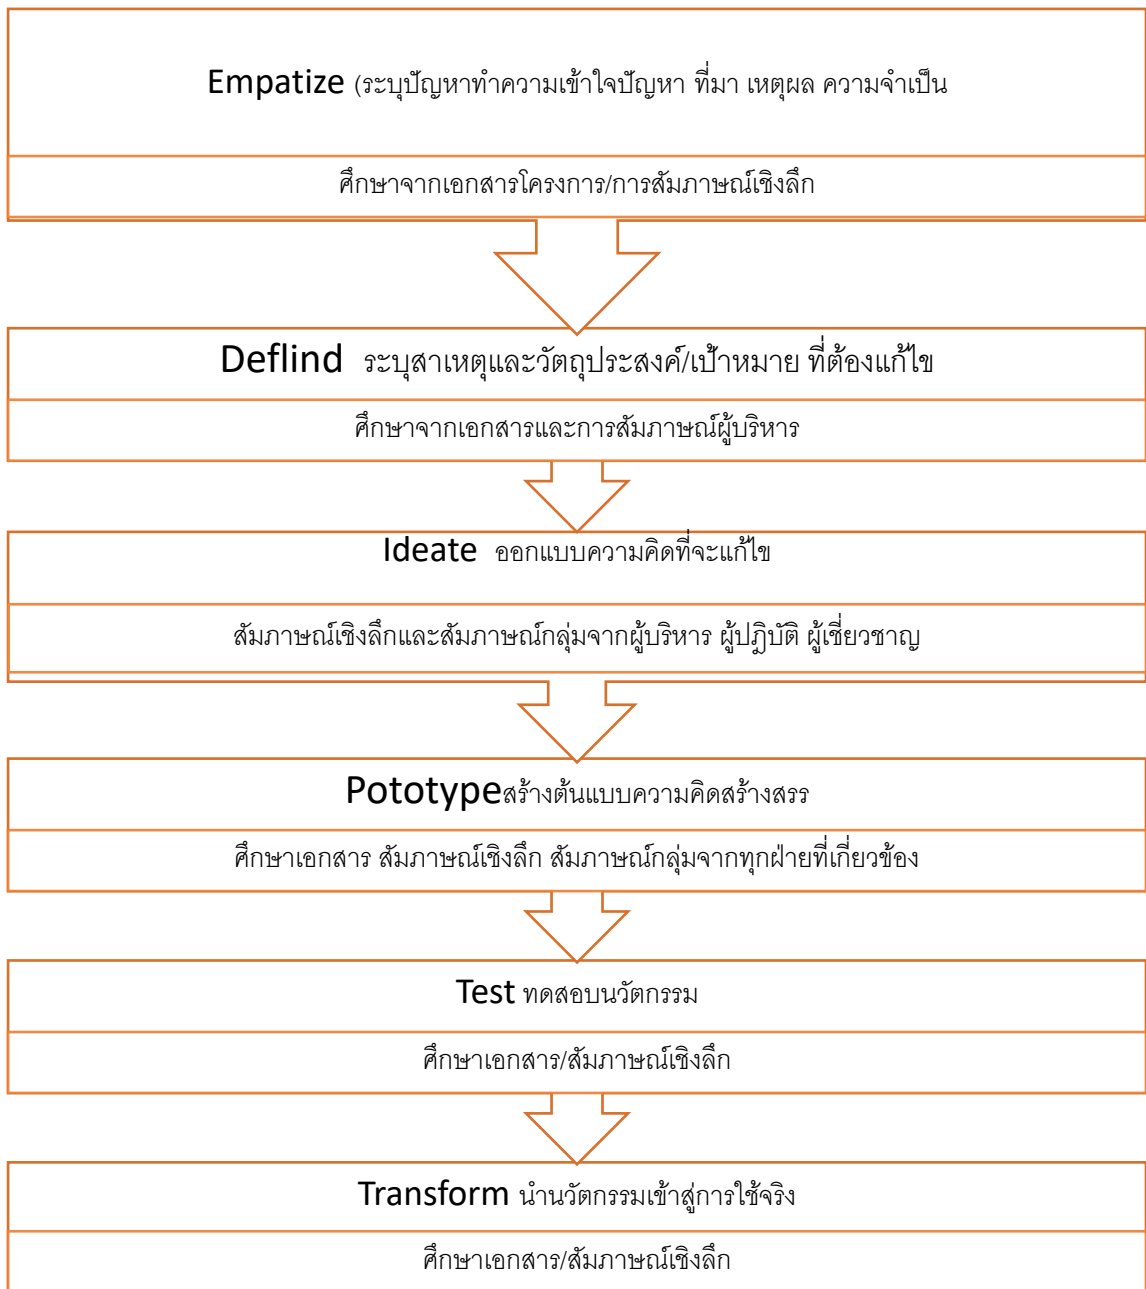 Empatize (ระบุปัญหาทำความเข้าใจปัญหา ที่มา เหตุผล ความจำเป็น
ศึกษาจากเอกสารโครงการ/การสัมภาษณ์เชิงลึก
Deflind ระบุสาเหตุและวัตถุประสงค์/เป้าหมาย ที่ต้องแก้ไข
ศึกษาจากเอกสารและการสัมภาษณ์ผู้บริหาร
Ideate ออกแบบความคิดที่จะแก้ไข
สัมภาษณ์เชิงลึกและสัมภาษณ์กลุ่มจากผู้บริหาร ผู้ปฏิบัติ ผู้เชี่ยวชาญ
Pototypeสร้างต้นแบบความคิดสร้างสรร
ศึกษาเอกสาร สัมภาษณ์เชิงลึก สัมภาษณ์กลุ่มจากทุกฝ่ายที่เกี่ยวข้อง
Test ทดสอบนวัตกรรม
ศึกษาเอกสาร/สัมภาษณ์เชิงลึก
Transform นำนวัตกรรมเข้าสู่การใช้จริง
ศึกษาเอกสาร/สัมภาษณ์เชิงลึก